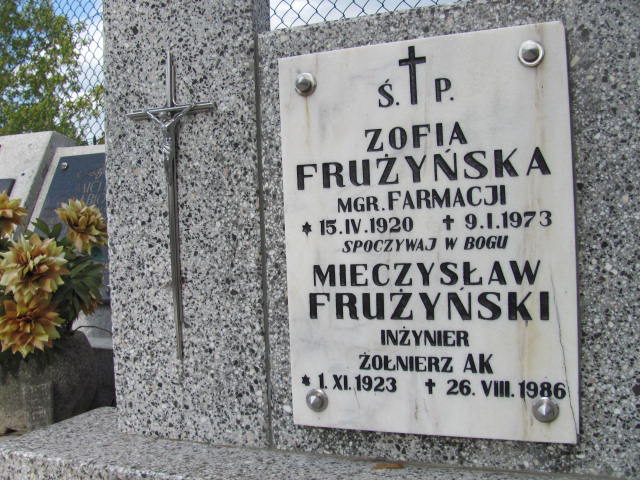 Ś. P.
ZOFIA
FRUŻYŃSKA
MGR. FARMACJI
* 15.IV.1920 + 9.I.1973
SPOCZYWAJ W BOGU
MIECZYSŁAW
FRUŻYŃSKI
INŻYNIER
ŻOŁNIERZ AK
* 1.XI.1923 + 26.VIII.1986